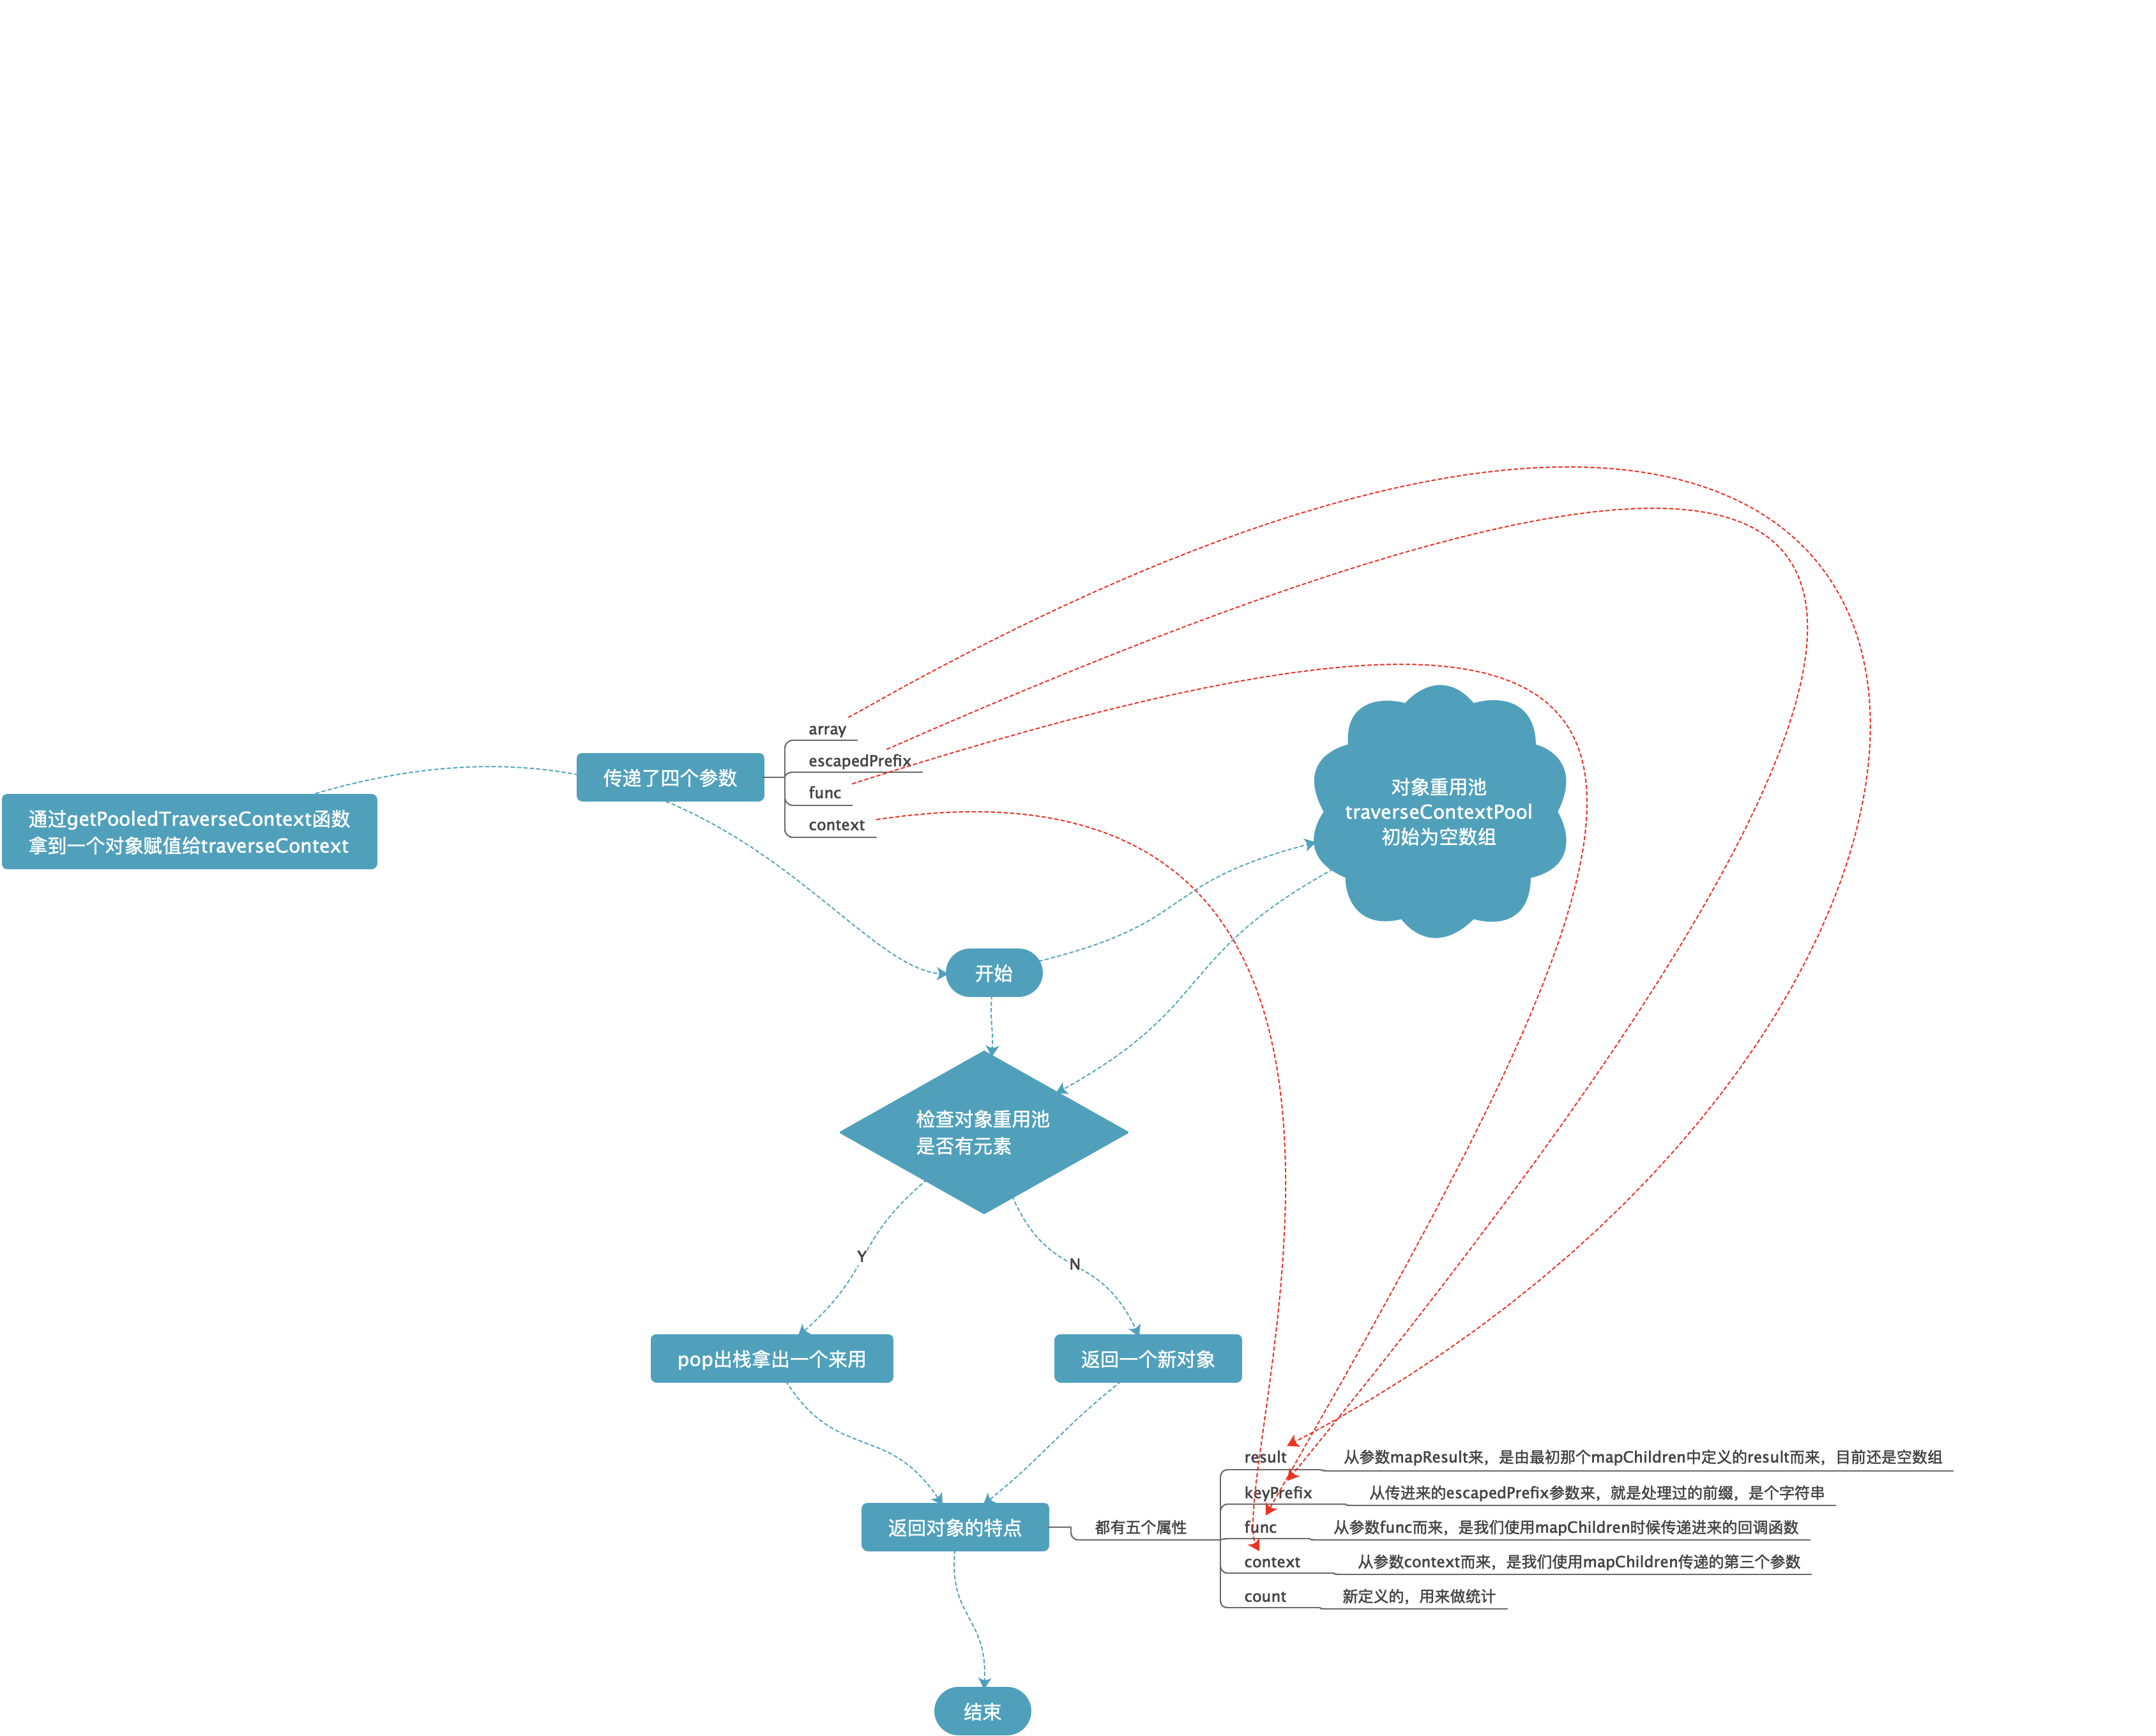 array
escapedPrefix
传递了四个参数
func
context
通过getPooledTraverseContext函数
拿到一个对象赋值给traverseContext
对象重用池
traverseContextPool
初始为空数组
开始
检查对象重用池
是否有元素
Y
N
pop出栈拿出一个来用
返回一个新对象
返回对象的特点
都有五个属性
result
从参数mapResult来，是由最初那个mapChildren中定义的result而来，目前还是空数组
keyPrefix
从传进来的escapedPrefix参数来，就是处理过的前缀，是个字符串
func
从参数func而来，是我们使用mapChildren时候传递进来的回调函数
context
从参数context而来，是我们使用mapChildren传递的第三个参数
count
新定义的，用来做统计
结束